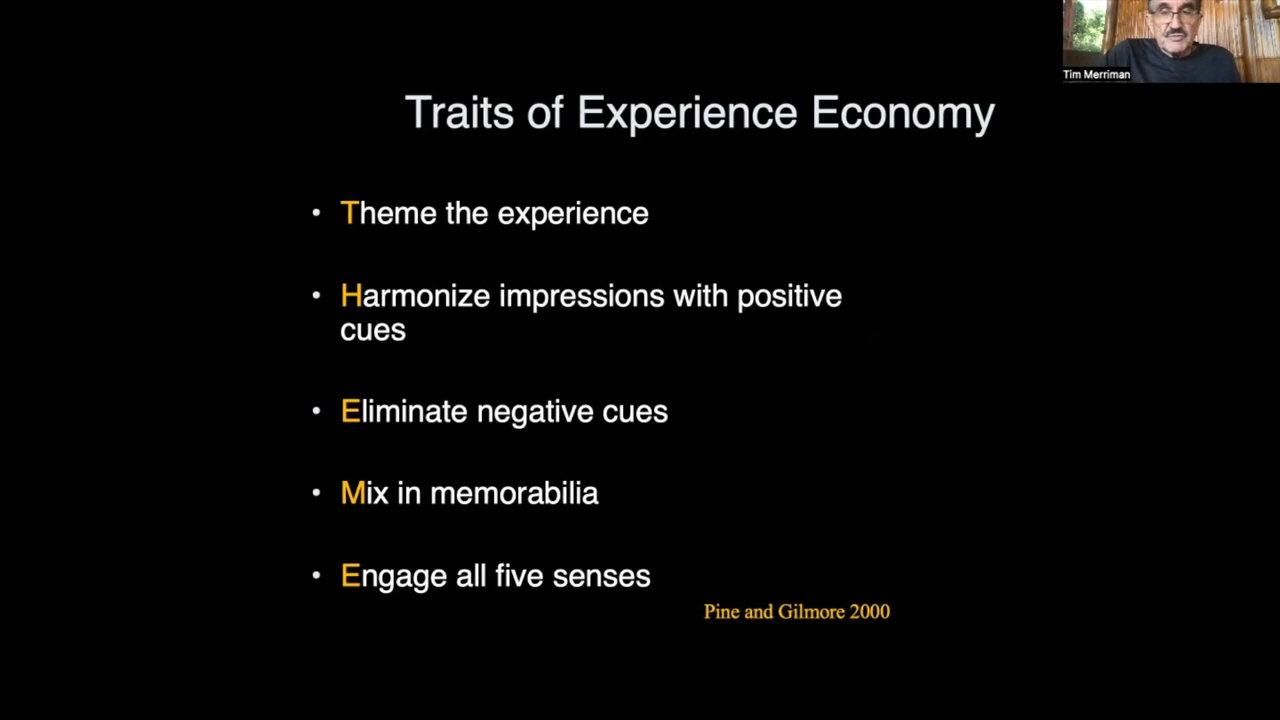 Tim Merriman
Traits of Experience Economy
• Theme the experience
• Harmonize impressions with positive
cues
• Eliminate negative cues
• Mix in memorabilia
• Engage all five senses
Pine and Gilmore 2000